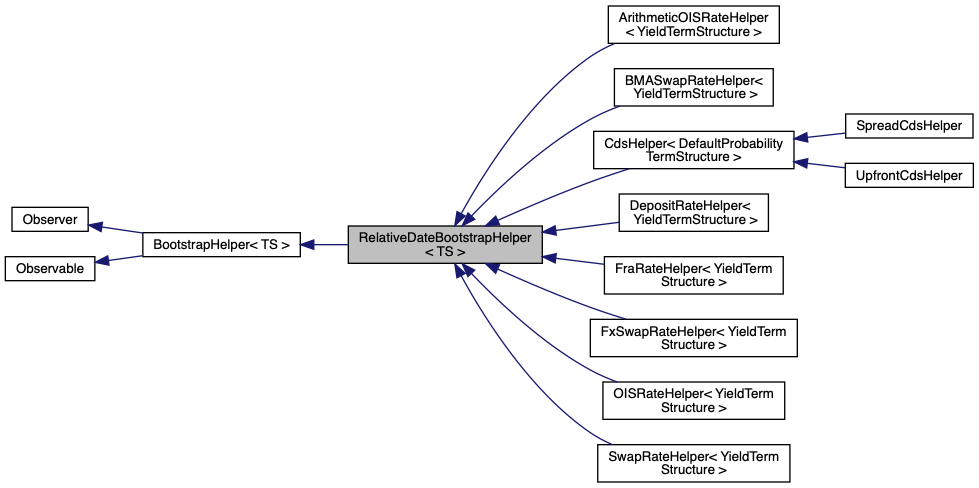 Observer
Observable
BootstrapHelper< TS >
RelativeDateBootstrapHelper
< TS >
ArithmeticOISRateHelper
< YieldTermStructure >
BMASwapRateHelper<
YieldTermStructure >
CdsHelper< DefaultProbability
TermStructure >
SpreadCdsHelper
UpfrontCdsHelper
DepositRateHelper<
YieldTermStructure >
FraRateHelper< YieldTerm
Structure >
FxSwapRateHelper< YieldTerm
Structure >
OISRateHelper< YieldTerm
Structure >
SwapRateHelper< YieldTerm
Structure >